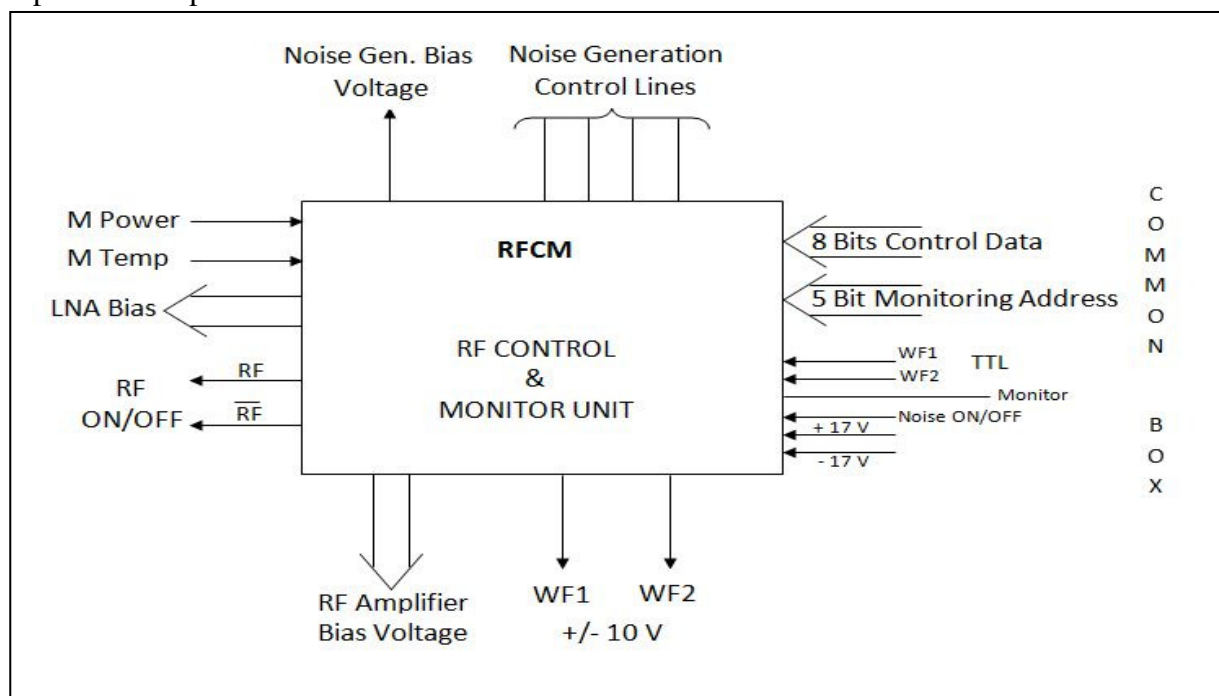 Noise Gen. Bias
Voltage
Noise Generation
Control Lines
M Power
M Temp
LNA Bias
RF
ON/OFF
RF
R̅F̅
RFCM
RF CONTROL
&
MONITOR UNIT
8 Bits Control Data
5 Bit Monitoring Address
WF1
WF2
TTL
Monitor
Noise ON/OFF
+ 17 V
- 17 V
C
O
M
M
O
N
B
O
X
RF Amplifier
Bias Voltage
WF1
WF2
+/- 10 V